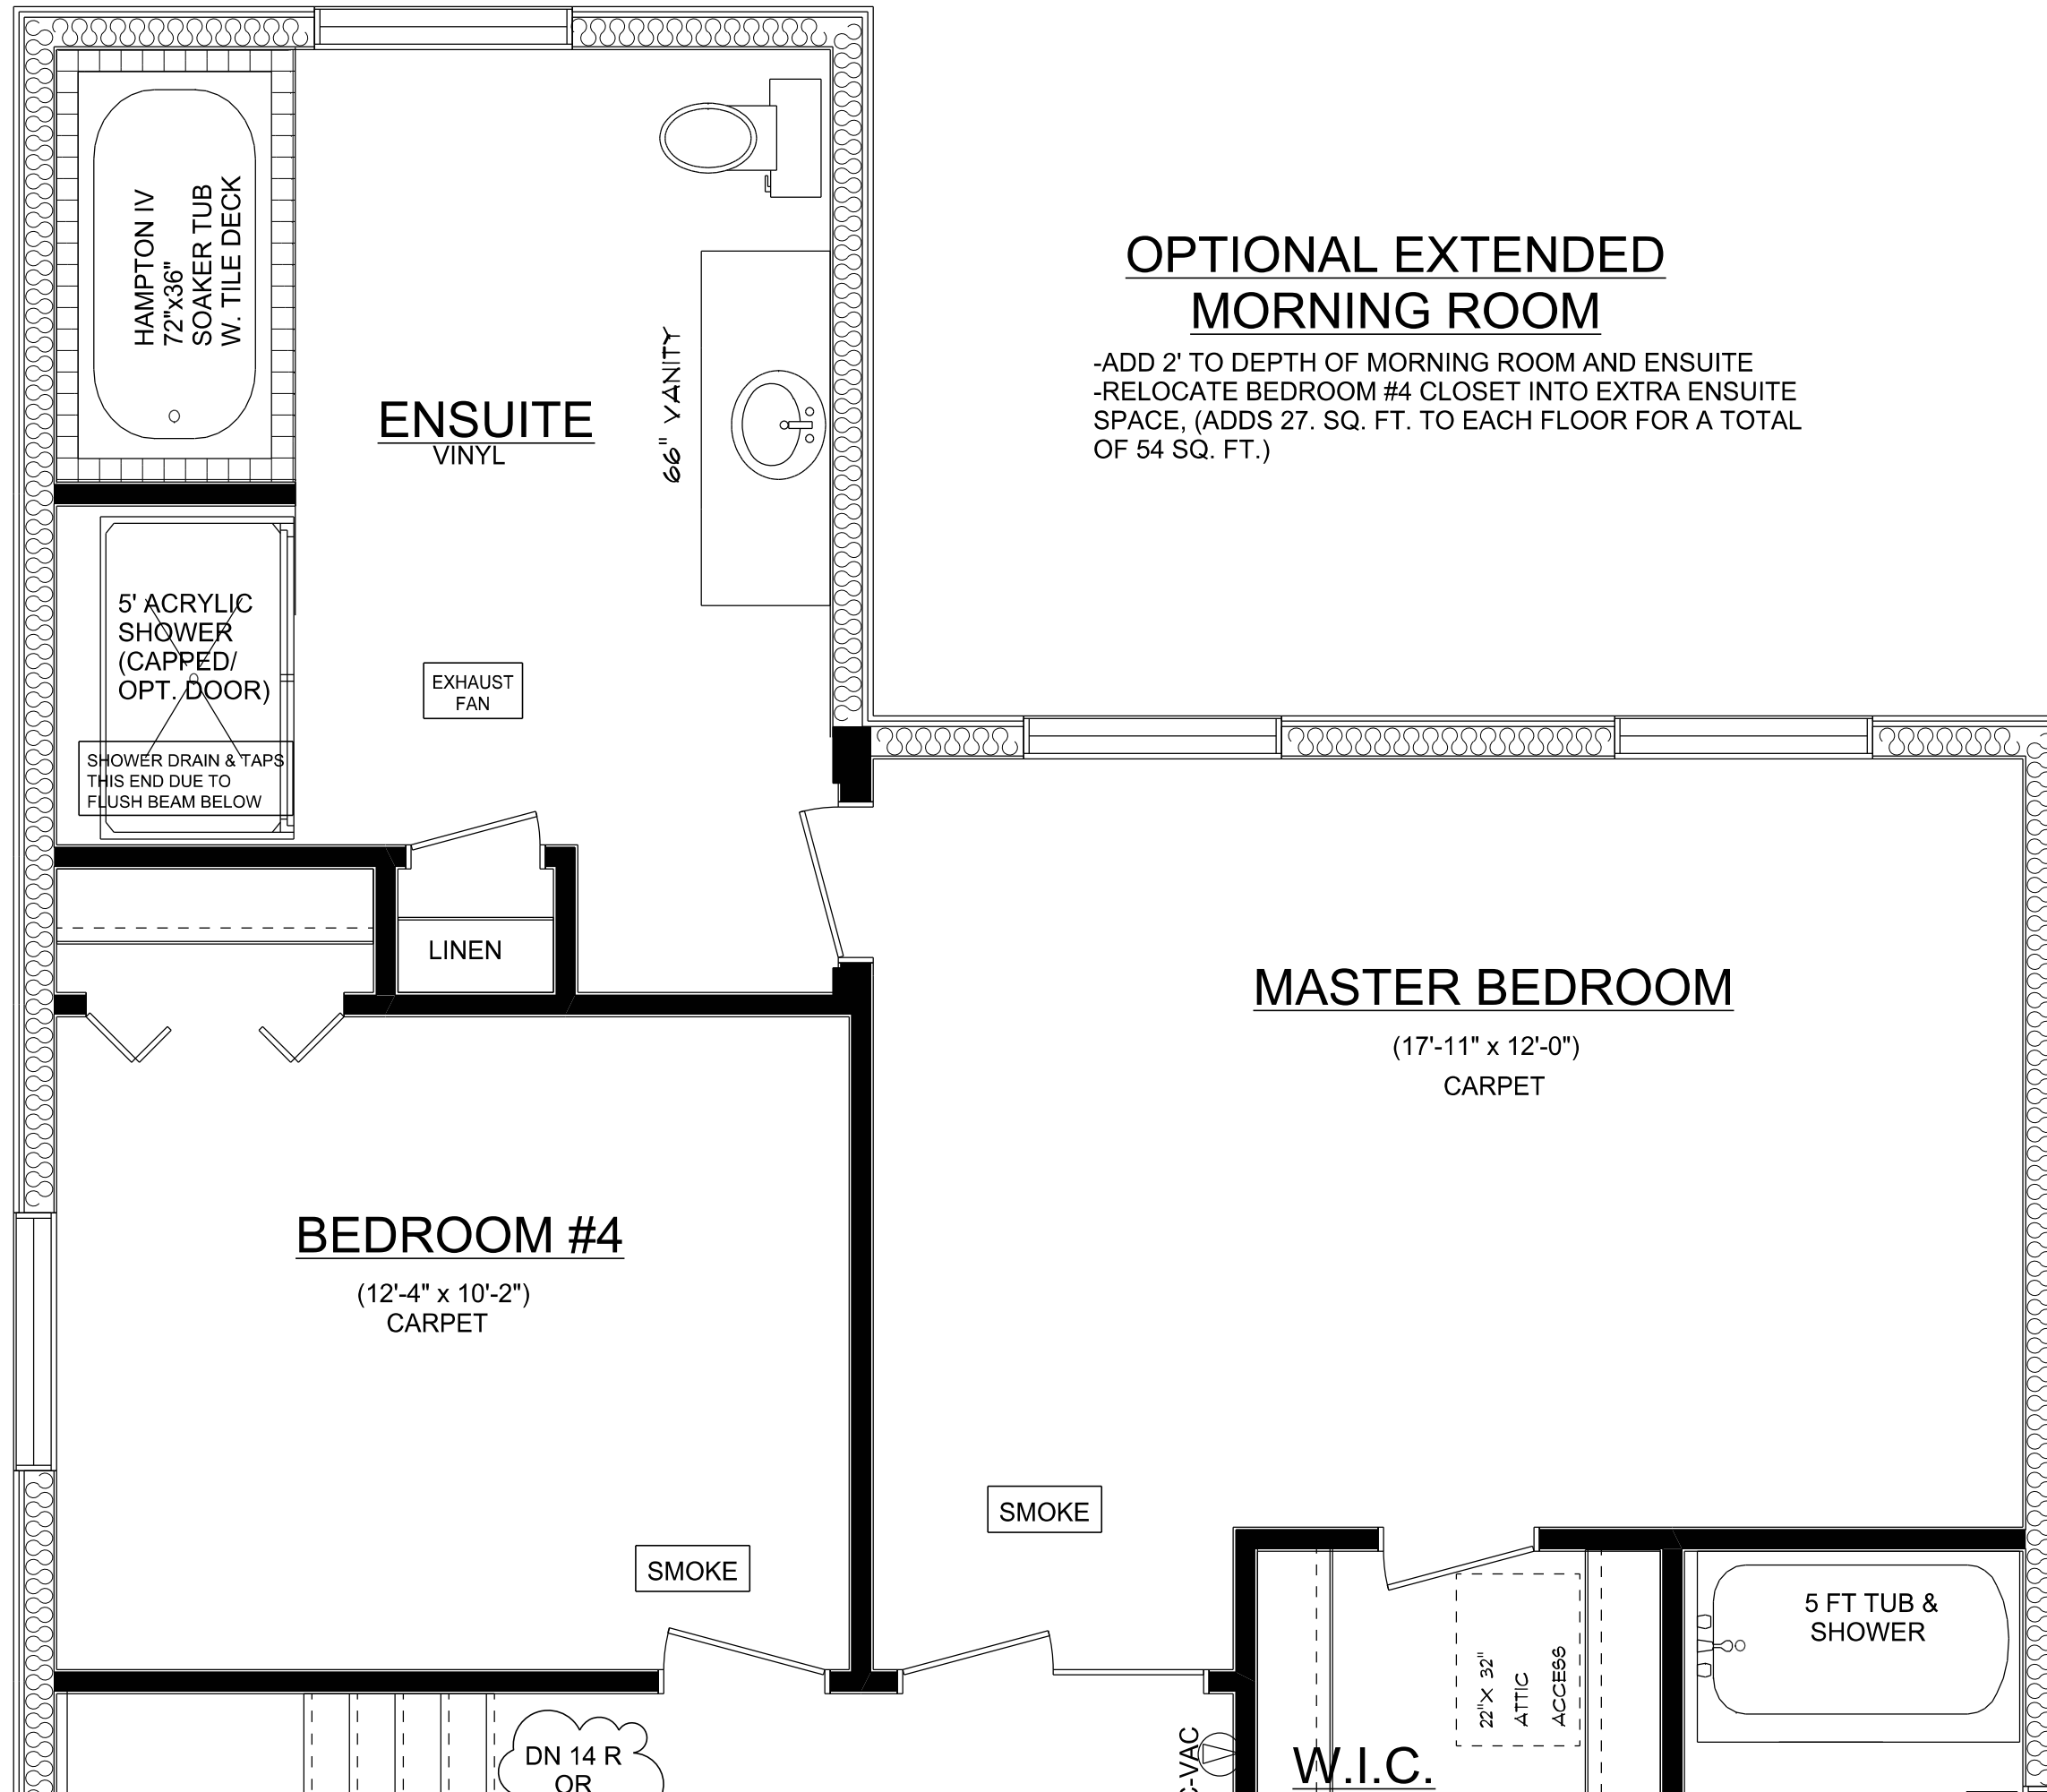 HAMPTON IV
72"x36"
SOAKER TUB
W. TILE DECK
ENSUITE
VINYL
66" VANITY
OPTIONAL EXTENDED
MORNING ROOM
-ADD 2' TO DEPTH OF MORNING ROOM AND ENSUITE
-RELOCATE BEDROOM #4 CLOSET INTO EXTRA ENSUITE
SPACE, (ADDS 27. SQ. FT. TO EACH FLOOR FOR A TOTAL
OF 54 SQ. FT.)
5' ACRYLIC
SHOWER
(CAPPED/
OPT. DOOR)
EXHAUST
FAN
SHOWER DRAIN & TAPS
THIS END DUE TO
FLUSH BEAM BELOW
LINEN
MASTER BEDROOM
(17'-11" x 12'-0")
CARPET
BEDROOM #4
(12'-4" x 10'-2")
CARPET
SMOKE
SMOKE
5 FT TUB &
SHOWER
22"X 32"
ATTIC
ACCESS
DN 14 R
OR
C-VAC
W.I.C.